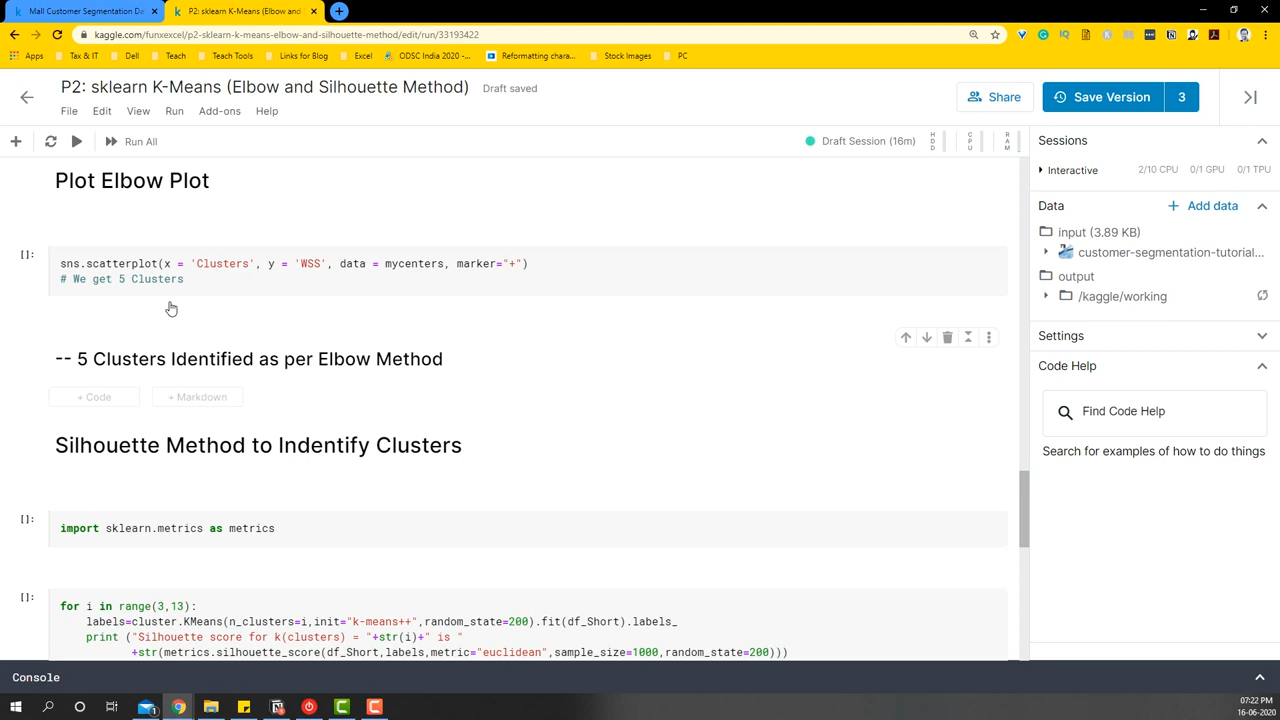 Mall Customer Segmentation Da
P2: sklearn K-Means (Elbow and
kaggle.com/funxexcel/p2-sklearn-k-means-elbow-and-silhouette-method/edit/run/33193422
Apps
Tax & IT
Dell
Teach
Teach Tools
Links for Blog
Excel
ODSC India 2020 -...
Reformatting chara...
Stock Images
PC
P2: sklearn K-Means (Elbow and Silhouette Method)
Draft saved
Share
Save Version
3
File
Edit
View
Run
Add-ons
Help
Run All
Draft Session (16m)
HDD
CPU
RAM
Sessions
Interactive
2/10 CPU
0/1 GPU
0/1 TPU
Data
+ Add data
input (3.89 KB)
customer-segmentation-tutorial...
output
/kaggle/working
Settings
Code Help
Find Code Help
Search for examples of how to do things
Plot Elbow Plot
[]:
sns.scatterplot(x = 'Clusters', y = 'WSS', data = mycenters, marker="+")
# We get 5 Clusters
-- 5 Clusters Identified as per Elbow Method
+ Code
+ Markdown
Silhouette Method to Indentify Clusters
[]:
import sklearn.metrics as metrics
[]:
for i in range(3,13):
labels=cluster.KMeans(n_clusters=i,init="k-means++",random_state=200).fit(df_Short).labels_
print ("Silhouette score for k(clusters) = "+str(i)+" is "
+str(metrics.silhouette_score(df_Short,labels,metric="euclidean",sample_size=1000,random_state=200)))
Console
07:22 PM
16-06-2020